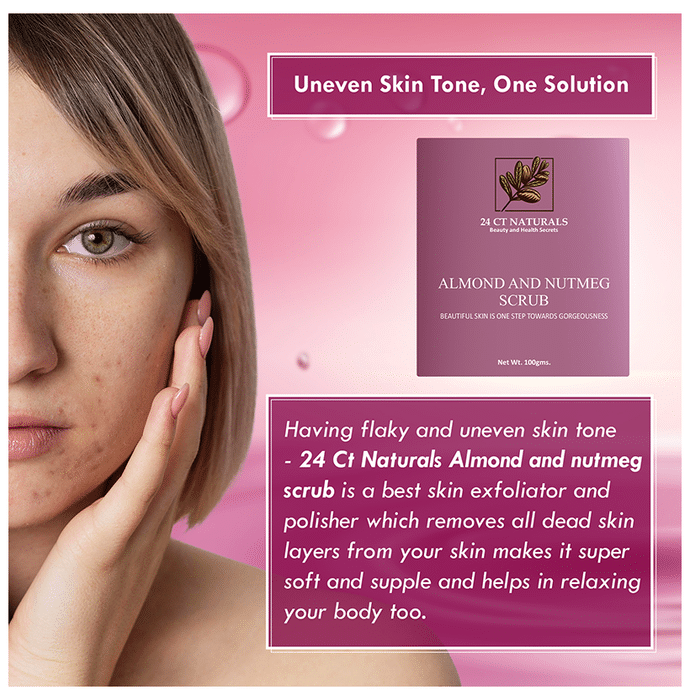 Uneven Skin Tone, One Solution
24 CT NATURALS
Beauty and Health Secrets
ALMOND AND NUTMEG
SCRUB
BEAUTIFUL SKIN IS ONE STEP TOWARDS GORGEOUSNESS
Net Wt. 100gms.
Having flaky and uneven skin tone
- 24 Ct Naturals Almond and nutmeg
scrub is a best skin exfoliator and
polisher which removes all dead skin
layers from your skin makes it super
soft and supple and helps in relaxing
your body too.